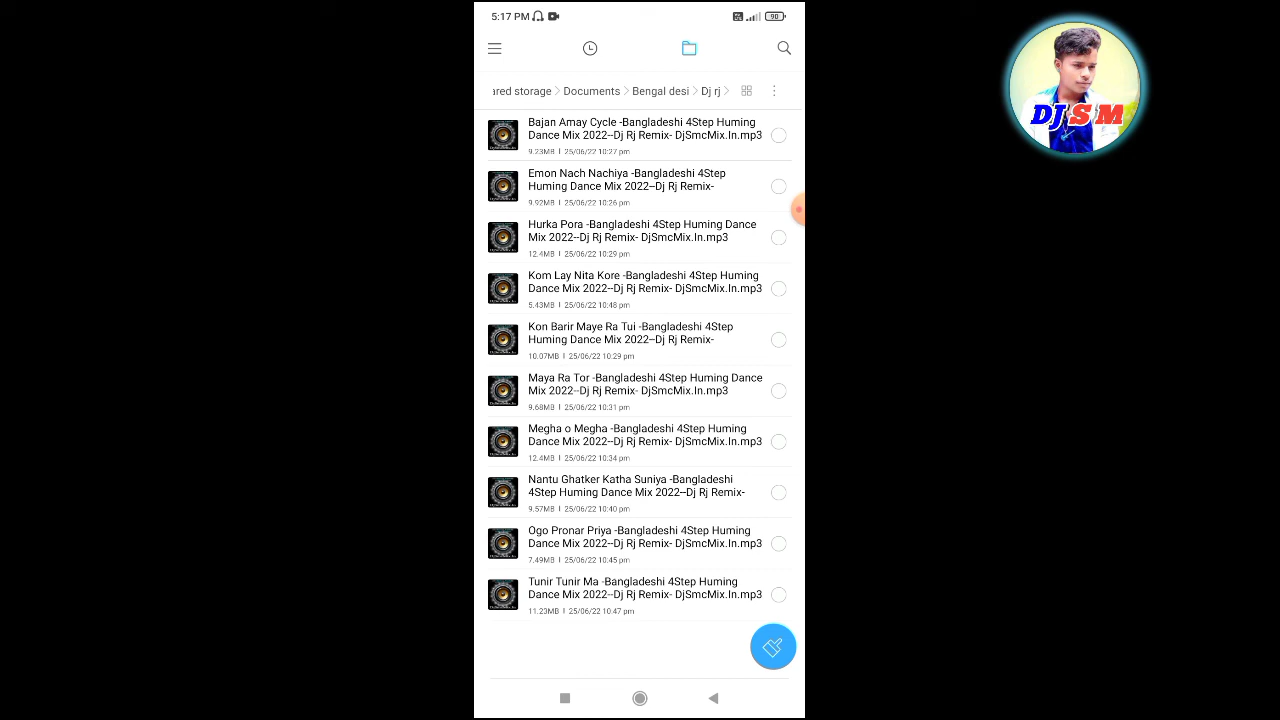 5:17 PM
90
ared storage > Documents > Bengal desi > Dj rj >
Bajan Amay Cycle -Bangladeshi 4Step Huming
Dance Mix 2022--Dj Rj Remix- DjSmcMix.In.mp3
9.23MB | 25/06/22 10:27 pm
Emon Nach Nachiya -Bangladeshi 4Step
Huming Dance Mix 2022--Dj Rj Remix-
9.92MB | 25/06/22 10:26 pm
Hurka Pora -Bangladeshi 4Step Huming Dance
Mix 2022--Dj Rj Remix- DjSmcMix.In.mp3
12.4MB | 25/06/22 10:29 pm
Kom Lay Nita Kore -Bangladeshi 4Step Huming
Dance Mix 2022--Dj Rj Remix- DjSmcMix.In.mp3
5.43MB | 25/06/22 10:48 pm
Kon Barir Maye Ra Tui -Bangladeshi 4Step
Huming Dance Mix 2022--Dj Rj Remix-
10.07MB | 25/06/22 10:29 pm
Maya Ra Tor -Bangladeshi 4Step Huming Dance
Mix 2022--Dj Rj Remix- DjSmcMix.In.mp3
9.68MB | 25/06/22 10:31 pm
Megha o Megha -Bangladeshi 4Step Huming
Dance Mix 2022--Dj Rj Remix- DjSmcMix.In.mp3
12.4MB | 25/06/22 10:34 pm
Nantu Ghatker Katha Suniya -Bangladeshi
4Step Huming Dance Mix 2022--Dj Rj Remix-
9.57MB | 25/06/22 10:40 pm
Ogo Pronar Priya -Bangladeshi 4Step Huming
Dance Mix 2022--Dj Rj Remix- DjSmcMix.In.mp3
7.49MB | 25/06/22 10:45 pm
Tunir Tunir Ma -Bangladeshi 4Step Huming
Dance Mix 2022--Dj Rj Remix- DjSmcMix.In.mp3
11.23MB | 25/06/22 10:47 pm
DJ S M